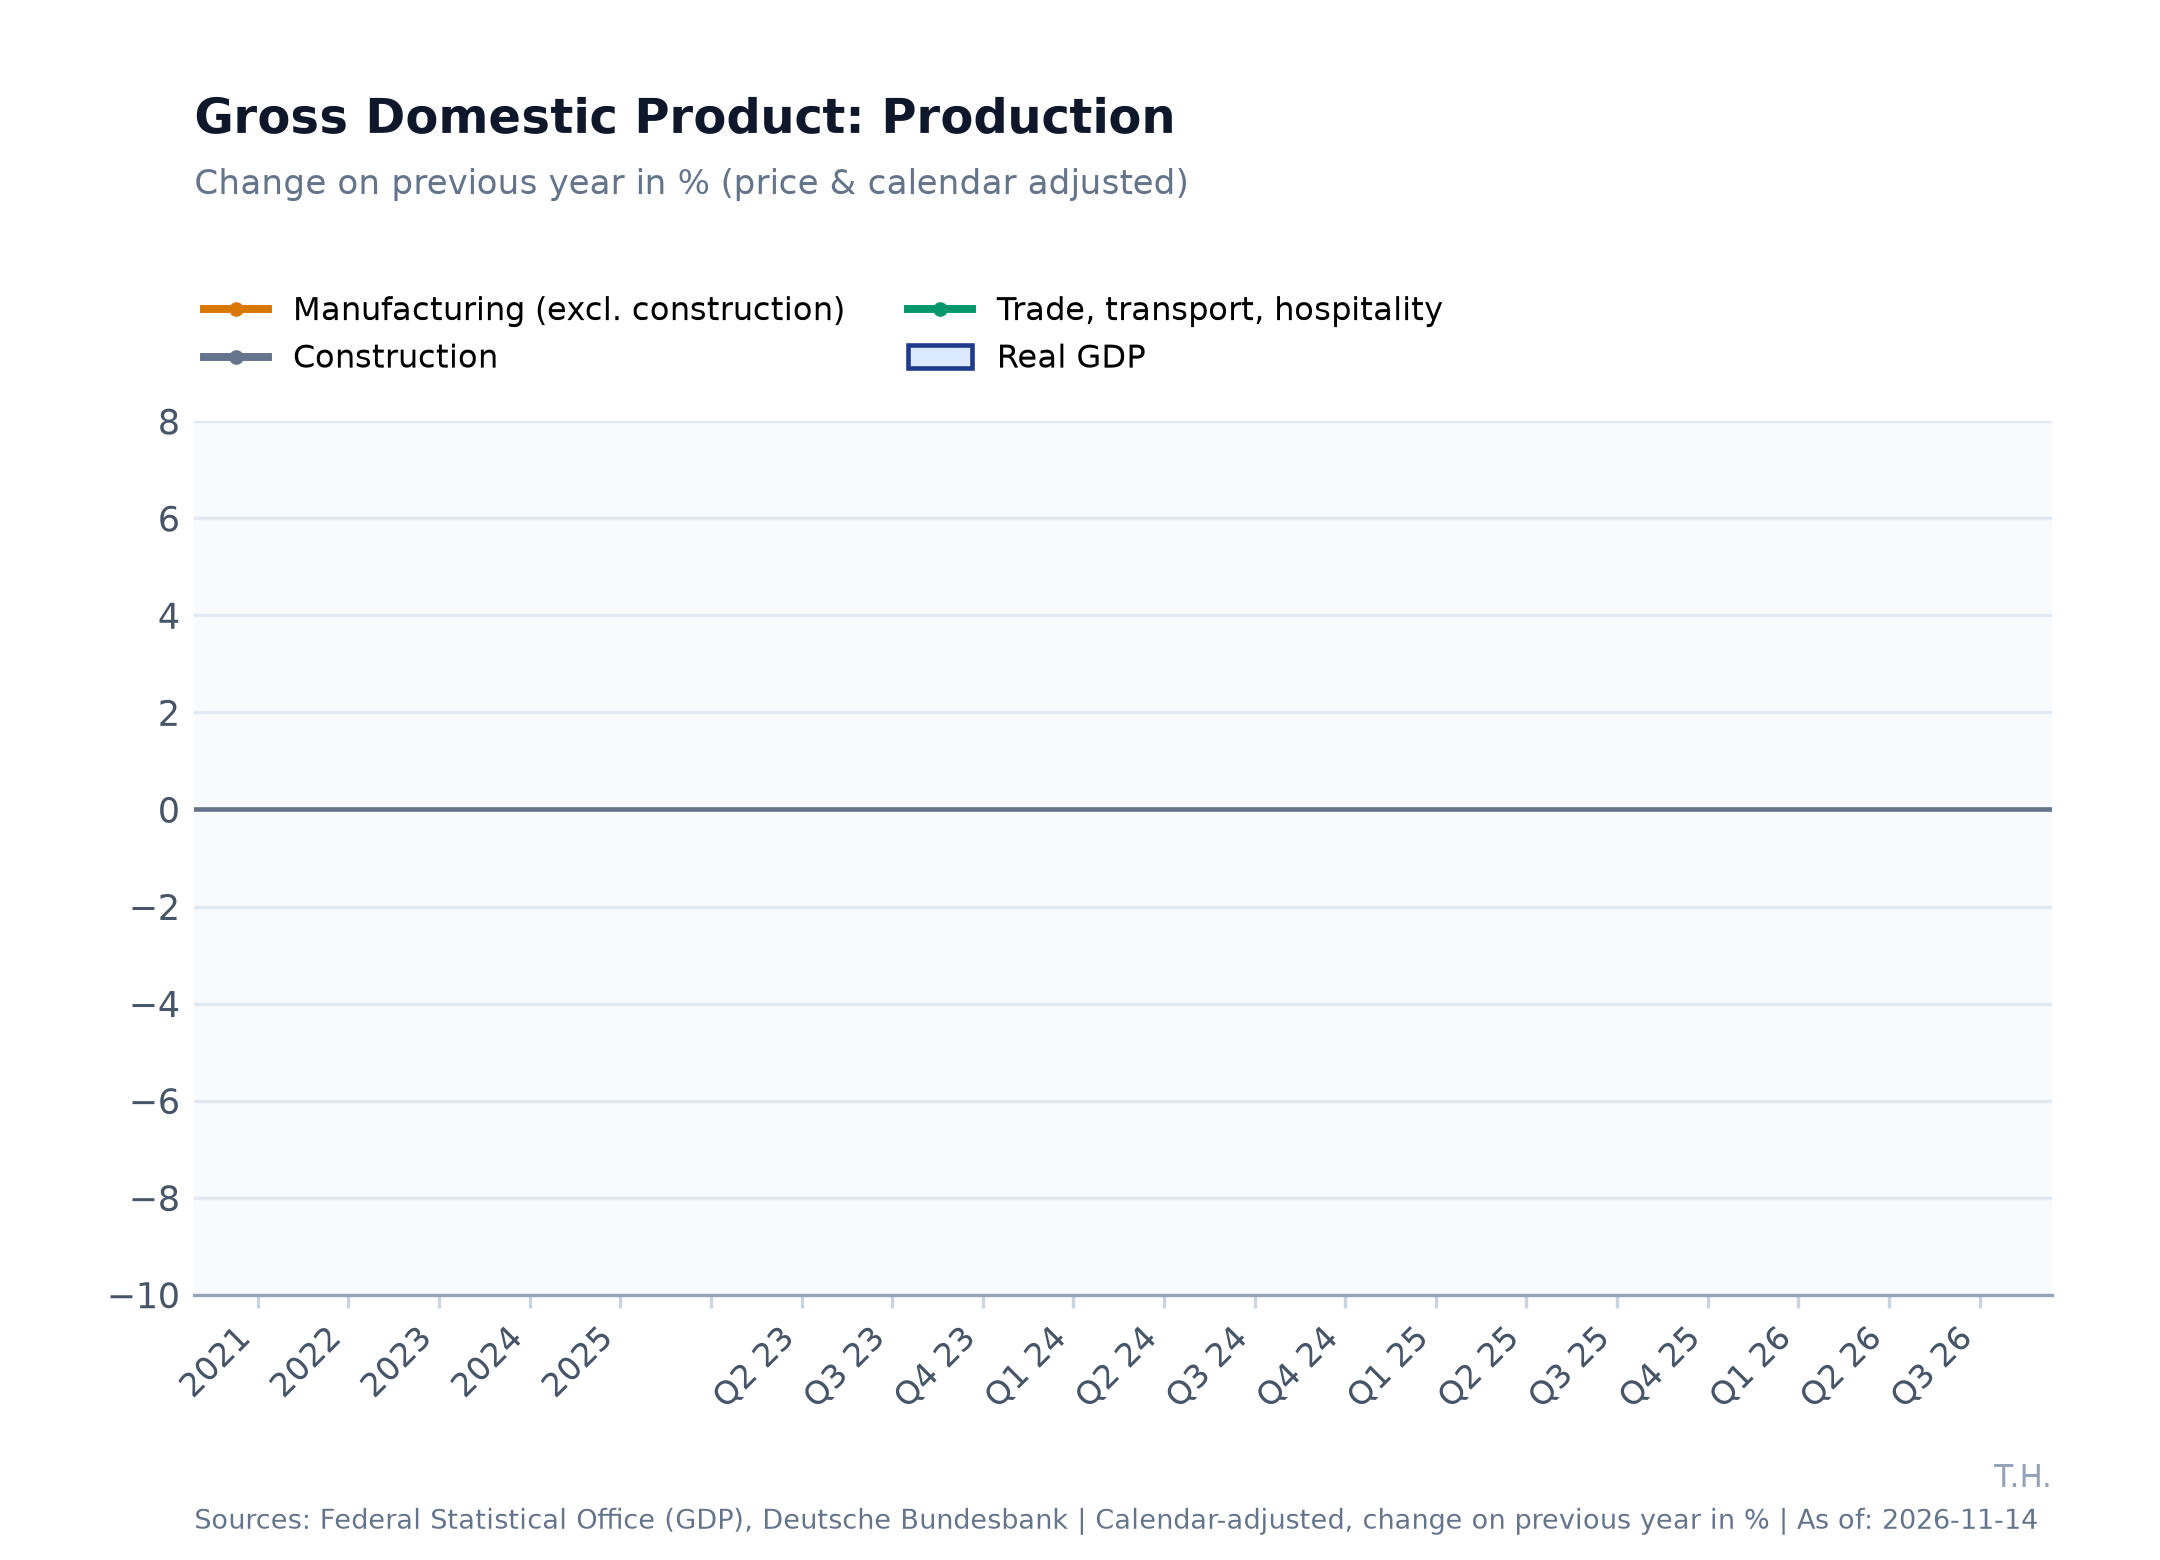 Gross Domestic Product: Production
Change on previous year in % (price & calendar adjusted)
Manufacturing (excl. construction)
Trade, transport, hospitality
Construction
Real GDP
8
6
4
2
0
−2
−4
−6
−8
−10
2021
2022
2023
2024
2025
Q2 23
Q3 23
Q4 23
Q1 24
Q2 24
Q3 24
Q4 24
Q1 25
Q2 25
Q3 25
Q4 25
Q1 26
Q2 26
Q3 26
T.H.
Sources: Federal Statistical Office (GDP), Deutsche Bundesbank | Calendar-adjusted, change on previous year in % | As of: 2026-11-14